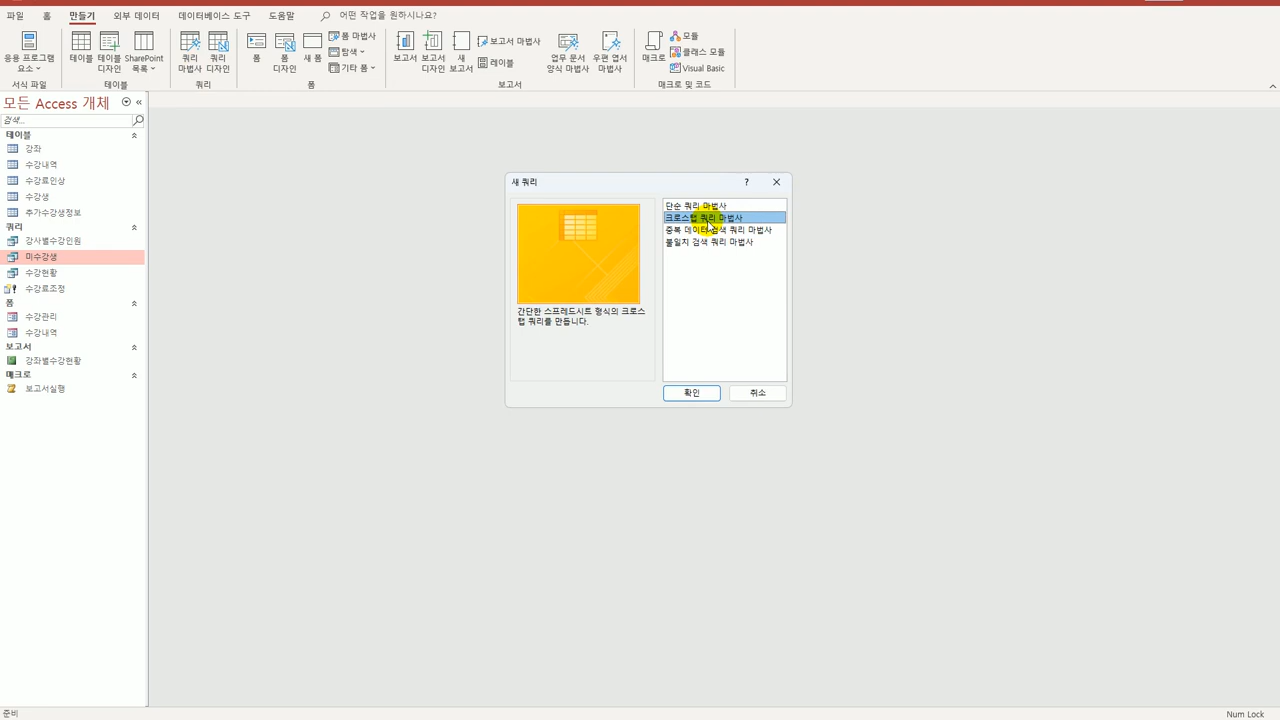 파일 홈 만들기 외부 데이터 데이터베이스 도구 도움말 어떤 작업을 원하시나요?
응용 프로그램 요소
테이블
테이블 디자인
SharePoint 목록
쿼리 마법사
쿼리 디자인
폼
폼 디자인
새 폼
폼 마법사
탐색
기타 폼
보고서
보고서 디자인
새 보고서
보고서 마법사
레이블
업무 문서 양식 마법사
우편 엽서 마법사
매크로
모듈
클래스 모듈
Visual Basic
서식 파일 테이블 쿼리 폼 보고서 매크로 및 코드
모든 Access 개체
검색...
테이블
강좌
수강내역
수강료인상
수강생
추가수강생정보
쿼리
강사별수강인원
미수강생
수강현황
수강료조정
폼
수강관리
수강내역
보고서
강좌별수강현황
매크로
보고서실행
새 쿼리 ?
단순 쿼리 마법사
크로스탭 쿼리 마법사
중복 데이터 검색 쿼리 마법사
불일치 검색 쿼리 마법사
간단한 스프레드시트 형식의 크로스
탭 쿼리를 만듭니다.
확인 취소
준비 Num Lock